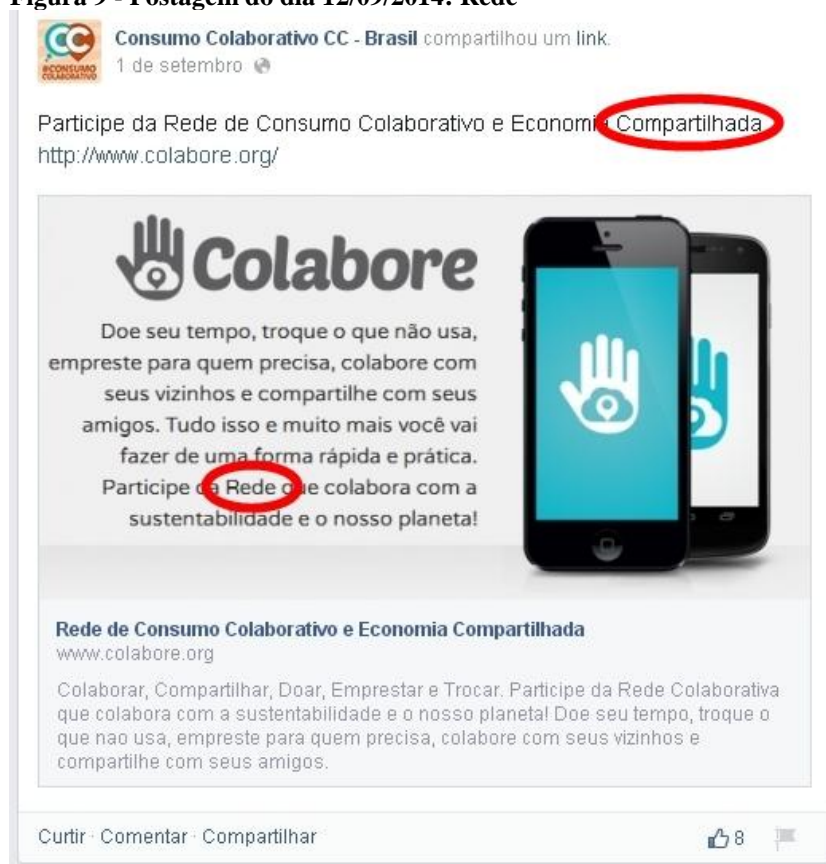 Figura 9 - Postagem do dia 12/09/2014: Rede
CC
#CONSUMO
COLABORATIVO
Consumo Colaborativo CC - Brasil compartilhou um link.
1 de setembro
Participe da Rede de Consumo Colaborativo e Economia Compartilhada
http://www.colabore.org/
Colabore
Doe seu tempo, troque o que não usa,
empreste para quem precisa, colabore com
seus vizinhos e compartilhe com seus
amigos. Tudo isso e muito mais você vai
fazer de uma forma rápida e prática.
Participe da Rede que colabora com a
sustentabilidade e o nosso planeta!
Rede de Consumo Colaborativo e Economia Compartilhada
www.colabore.org
Colaborar, Compartilhar, Doar, Emprestar e Trocar. Participe da Rede Colaborativa
que colabora com a sustentabilidade e o nosso planeta! Doe seu tempo, troque o
que nao usa, empreste para quem precisa, colabore com seus vizinhos e
compartilhe com seus amigos.
Curtir · Comentar · Compartilhar
8